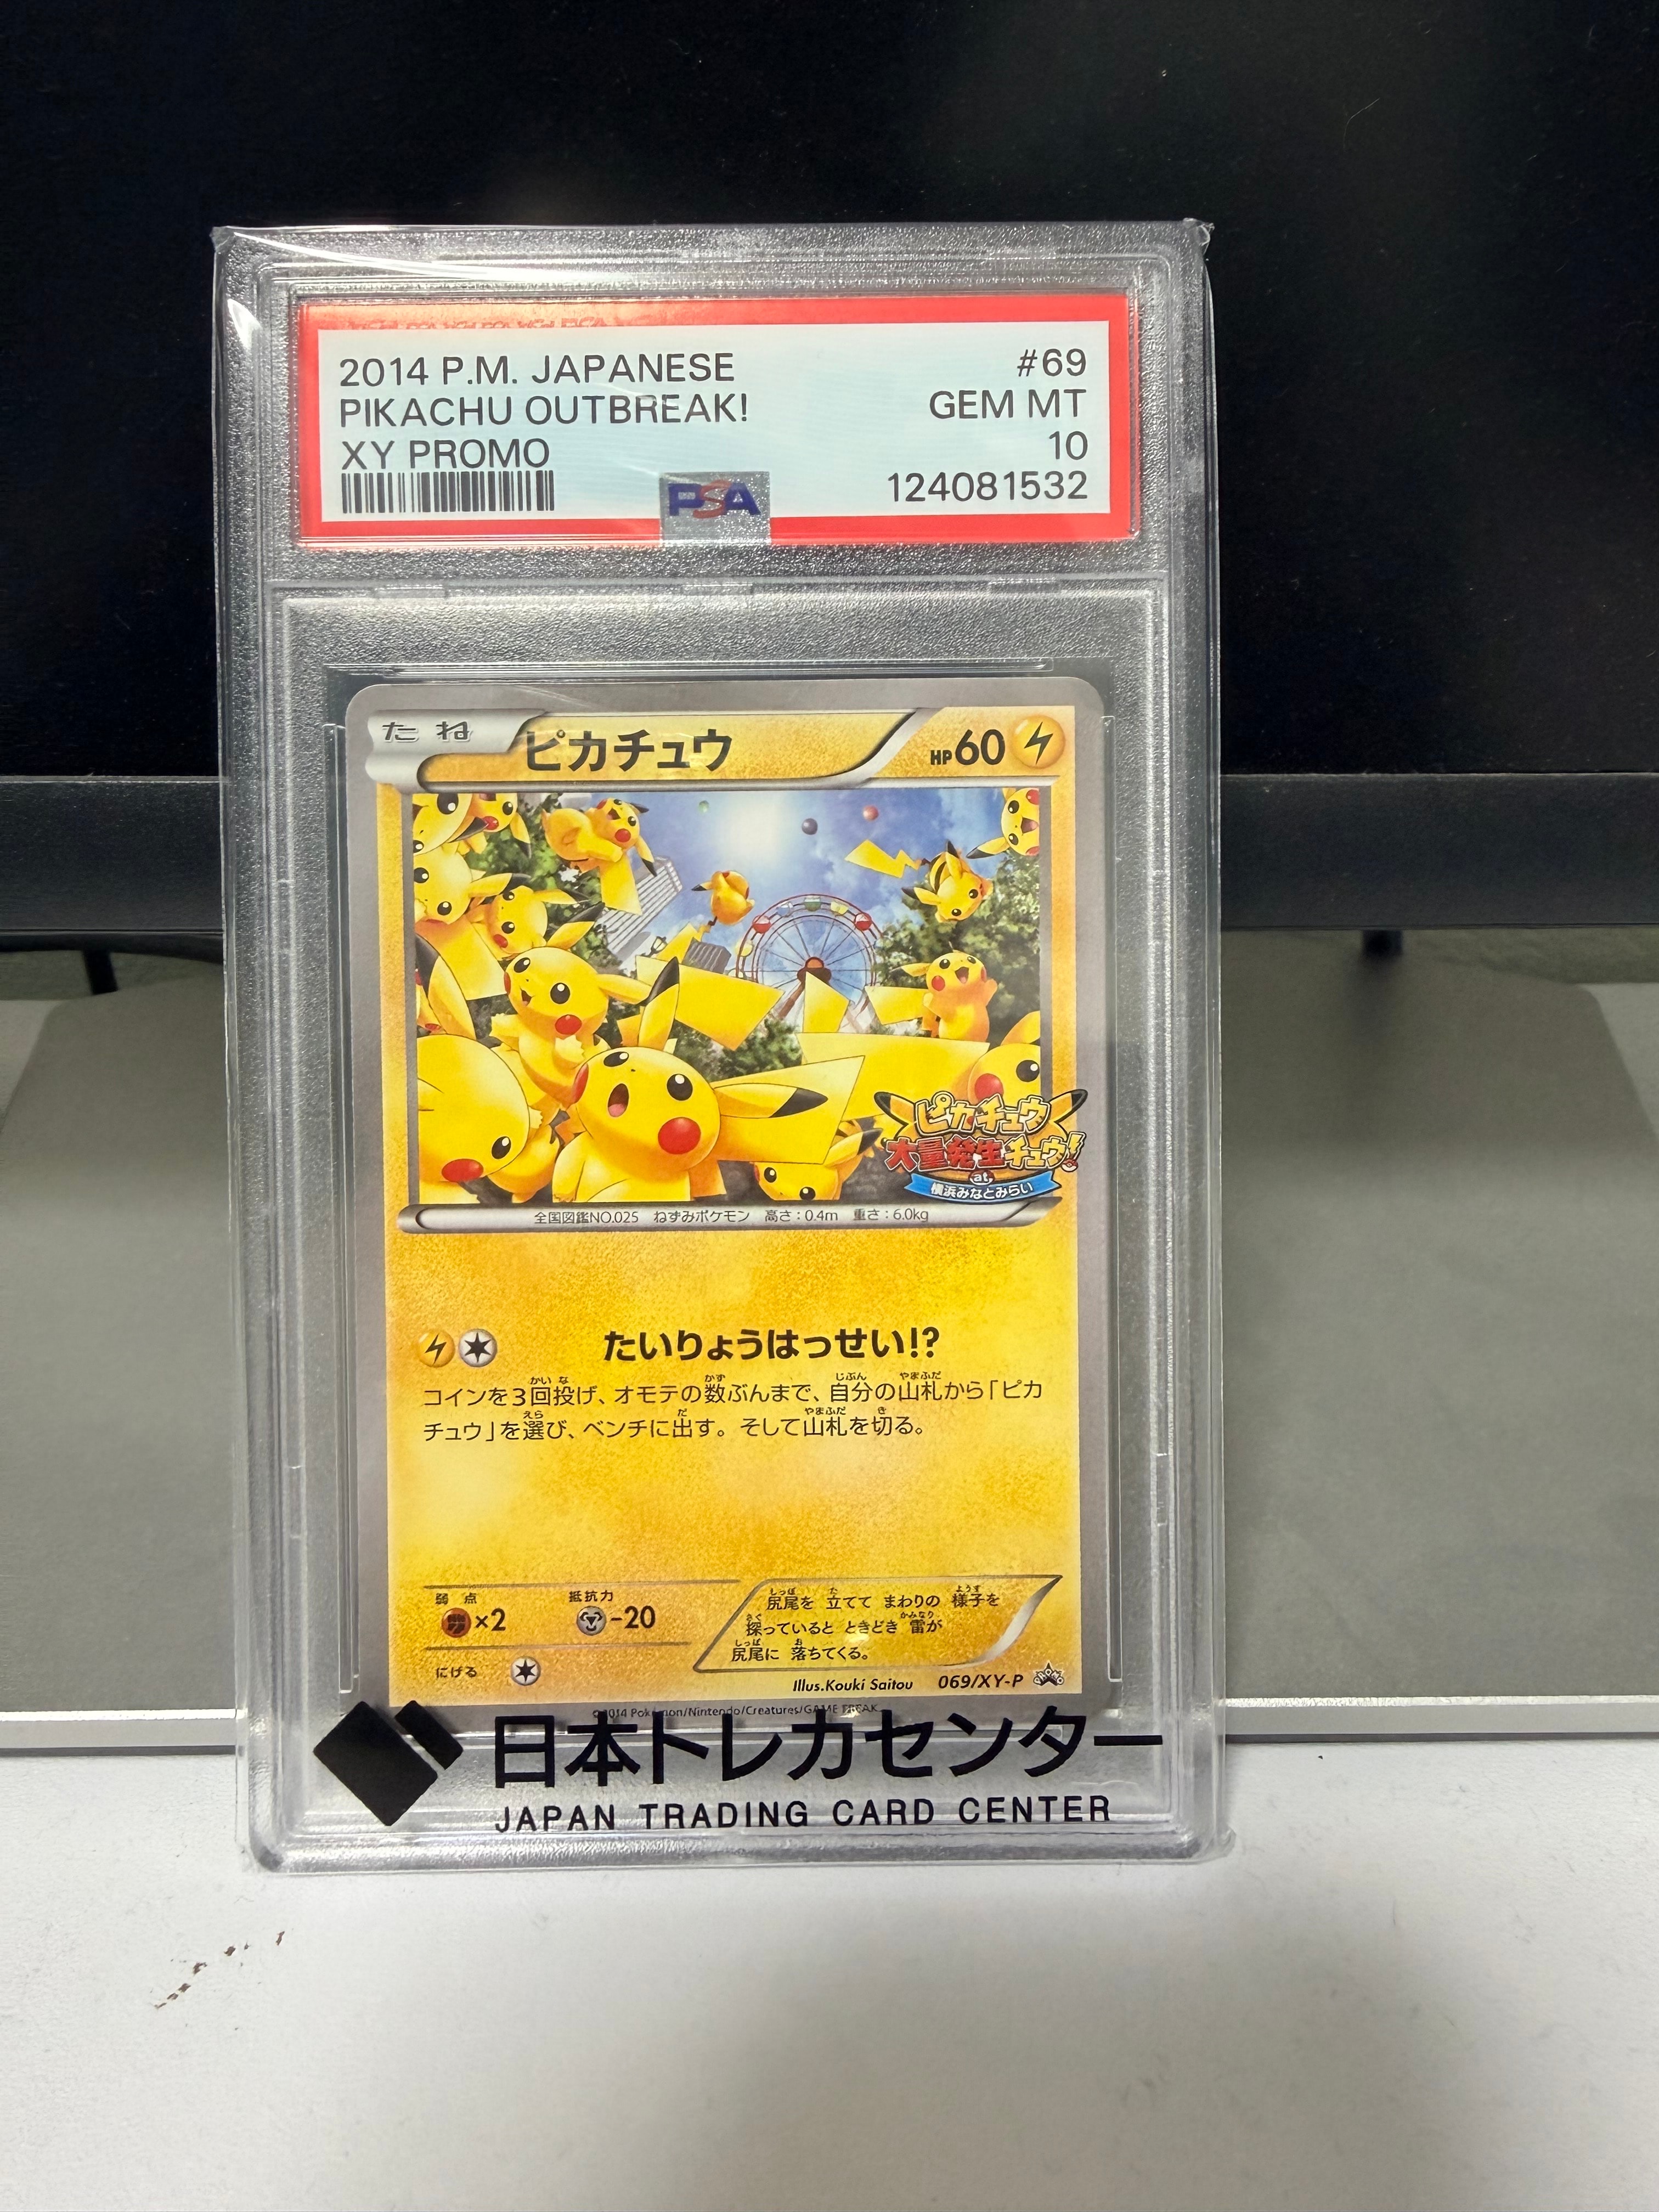 2014 P.M. JAPANESE #69
PIKACHU OUTBREAK! GEM MT
XY PROMO 10
PSA 124081532
たね ピカチュウ HP60
ピカチュウ
大量発生チュウ!
at
横浜みなとみらい
全国図鑑NO.025 ねずみポケモン 高さ:0.4m 重さ:6.0kg
たいりょうはっせい!?
コインを3回投げ、オモテの数ぶんまで、自分の山札から「ピカ
チュウ」を選び、ベンチに出す。そして山札を切る。
弱点 ×2 抵抗力 -20
にげる
尻尾を 立てて まわりの 様子を
探っていると ときどき 雷が
尻尾に 落ちてくる。
Illus.Kouki Saitou 069/XY-P
©2014 Pokémon/Nintendo/Creatures/GAME FREAK
日本トレカセンター
JAPAN TRADING CARD CENTER